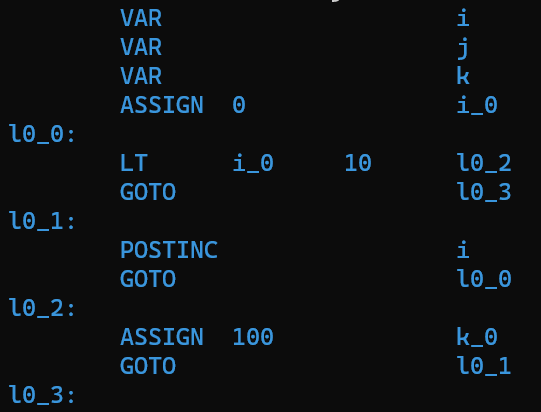 VAR i
VAR j
VAR k
ASSIGN 0 i_0
l0_0:
LT i_0 10 l0_2
GOTO l0_3
l0_1:
POSTINC i
GOTO l0_0
l0_2:
ASSIGN 100 k_0
GOTO l0_1
l0_3: